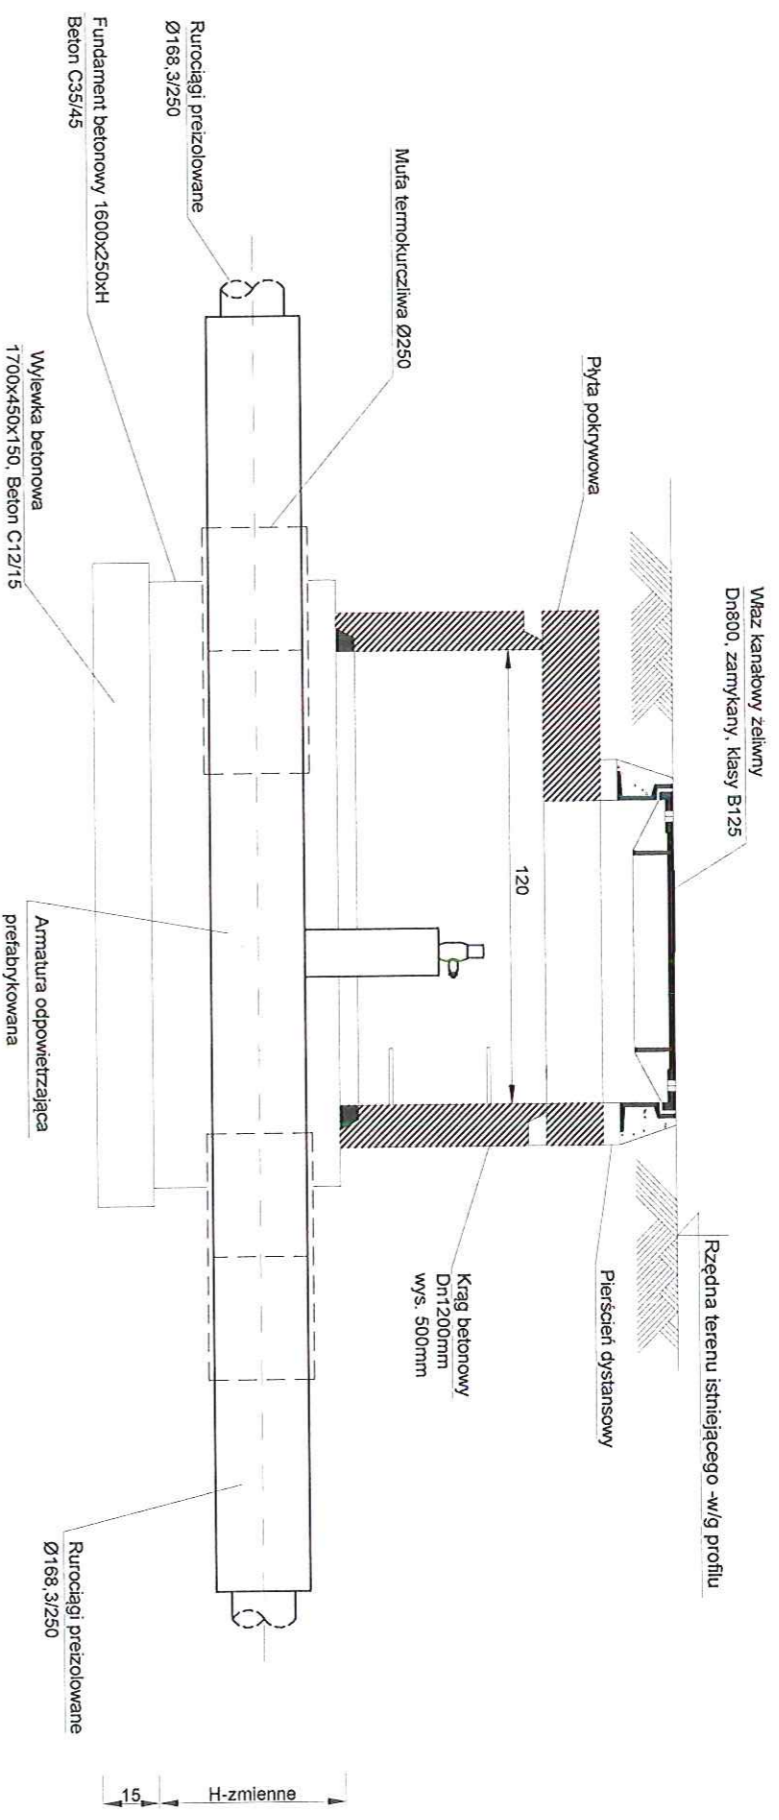 Właz kanałowy żeliwny
Dn800, zamykany, klasy B125
Rzędna terenu istniejącego -w/g profilu
Płyta pokrywowa
Pierścień dystansowy
120
Krąg betonowy
Dn1200mm
wys. 500mm
Mufa termokurczliwa Ø250
Rurociągi preizolowane
Ø168,3/250
Fundament betonowy 1600x250xH
Beton C35/45
Wylewka betonowa
1700x450x150, Beton C12/15
Armatura odpowietrzająca
prefabrykowana
Rurociągi preizolowane
Ø168,3/250
H-zmienne
15